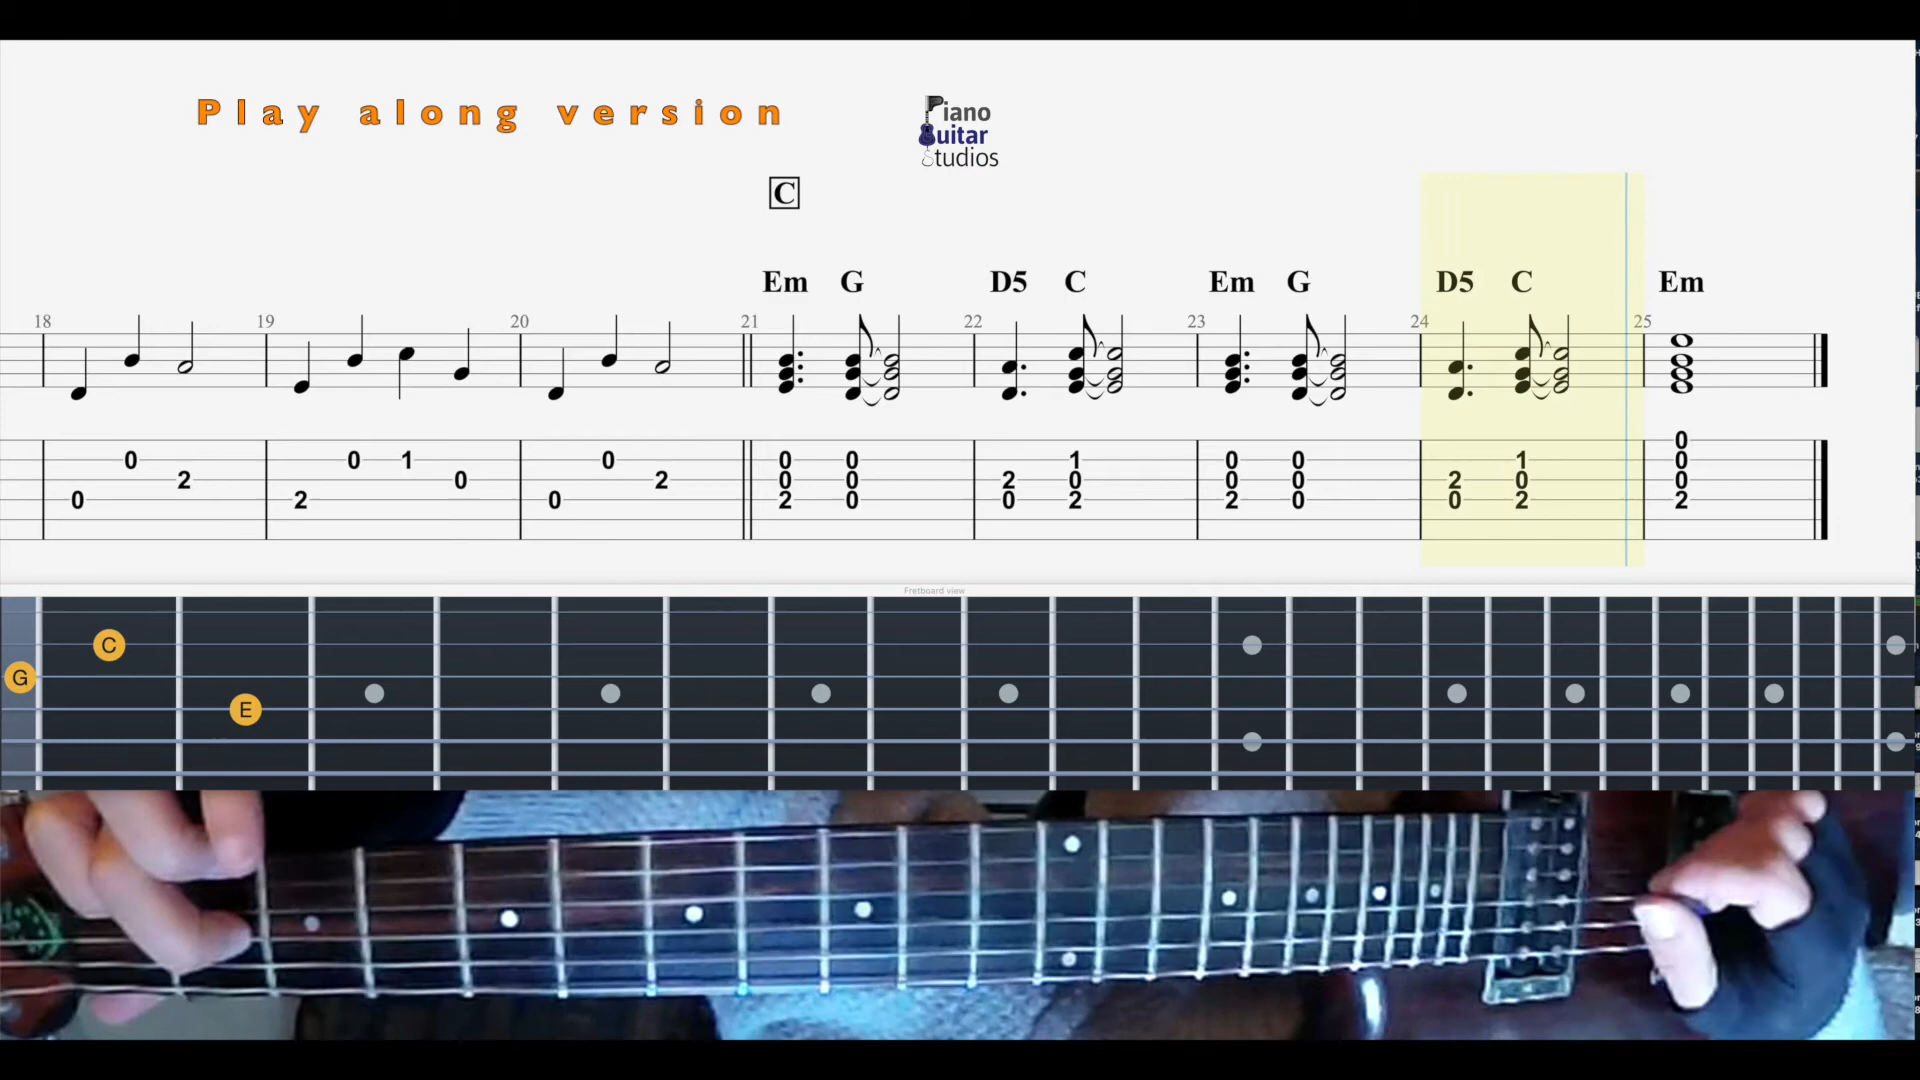 Play along version
Piano
Guitar
Studios
C
Em G D5 C Em G D5 C Em
18 19 20 21 22 23 24 25
0
0 0 1 0 0 0 1 0 0 1 0
2 0 2 0 0 2 0 0 0 2 0 0
0 2 0 2 0 0 2 2 0 0 2 2
Fretboard view
C
G
E